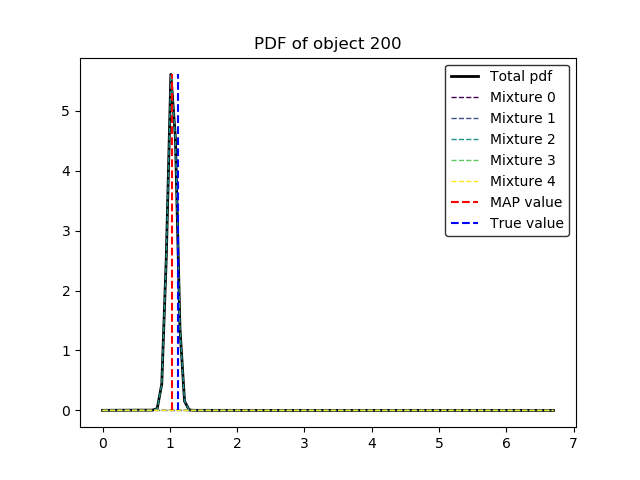 PDF of object 200
Total pdf
Mixture 0
Mixture 1
Mixture 2
Mixture 3
Mixture 4
MAP value
True value
5
4
3
2
1
0
0 1 2 3 4 5 6 7